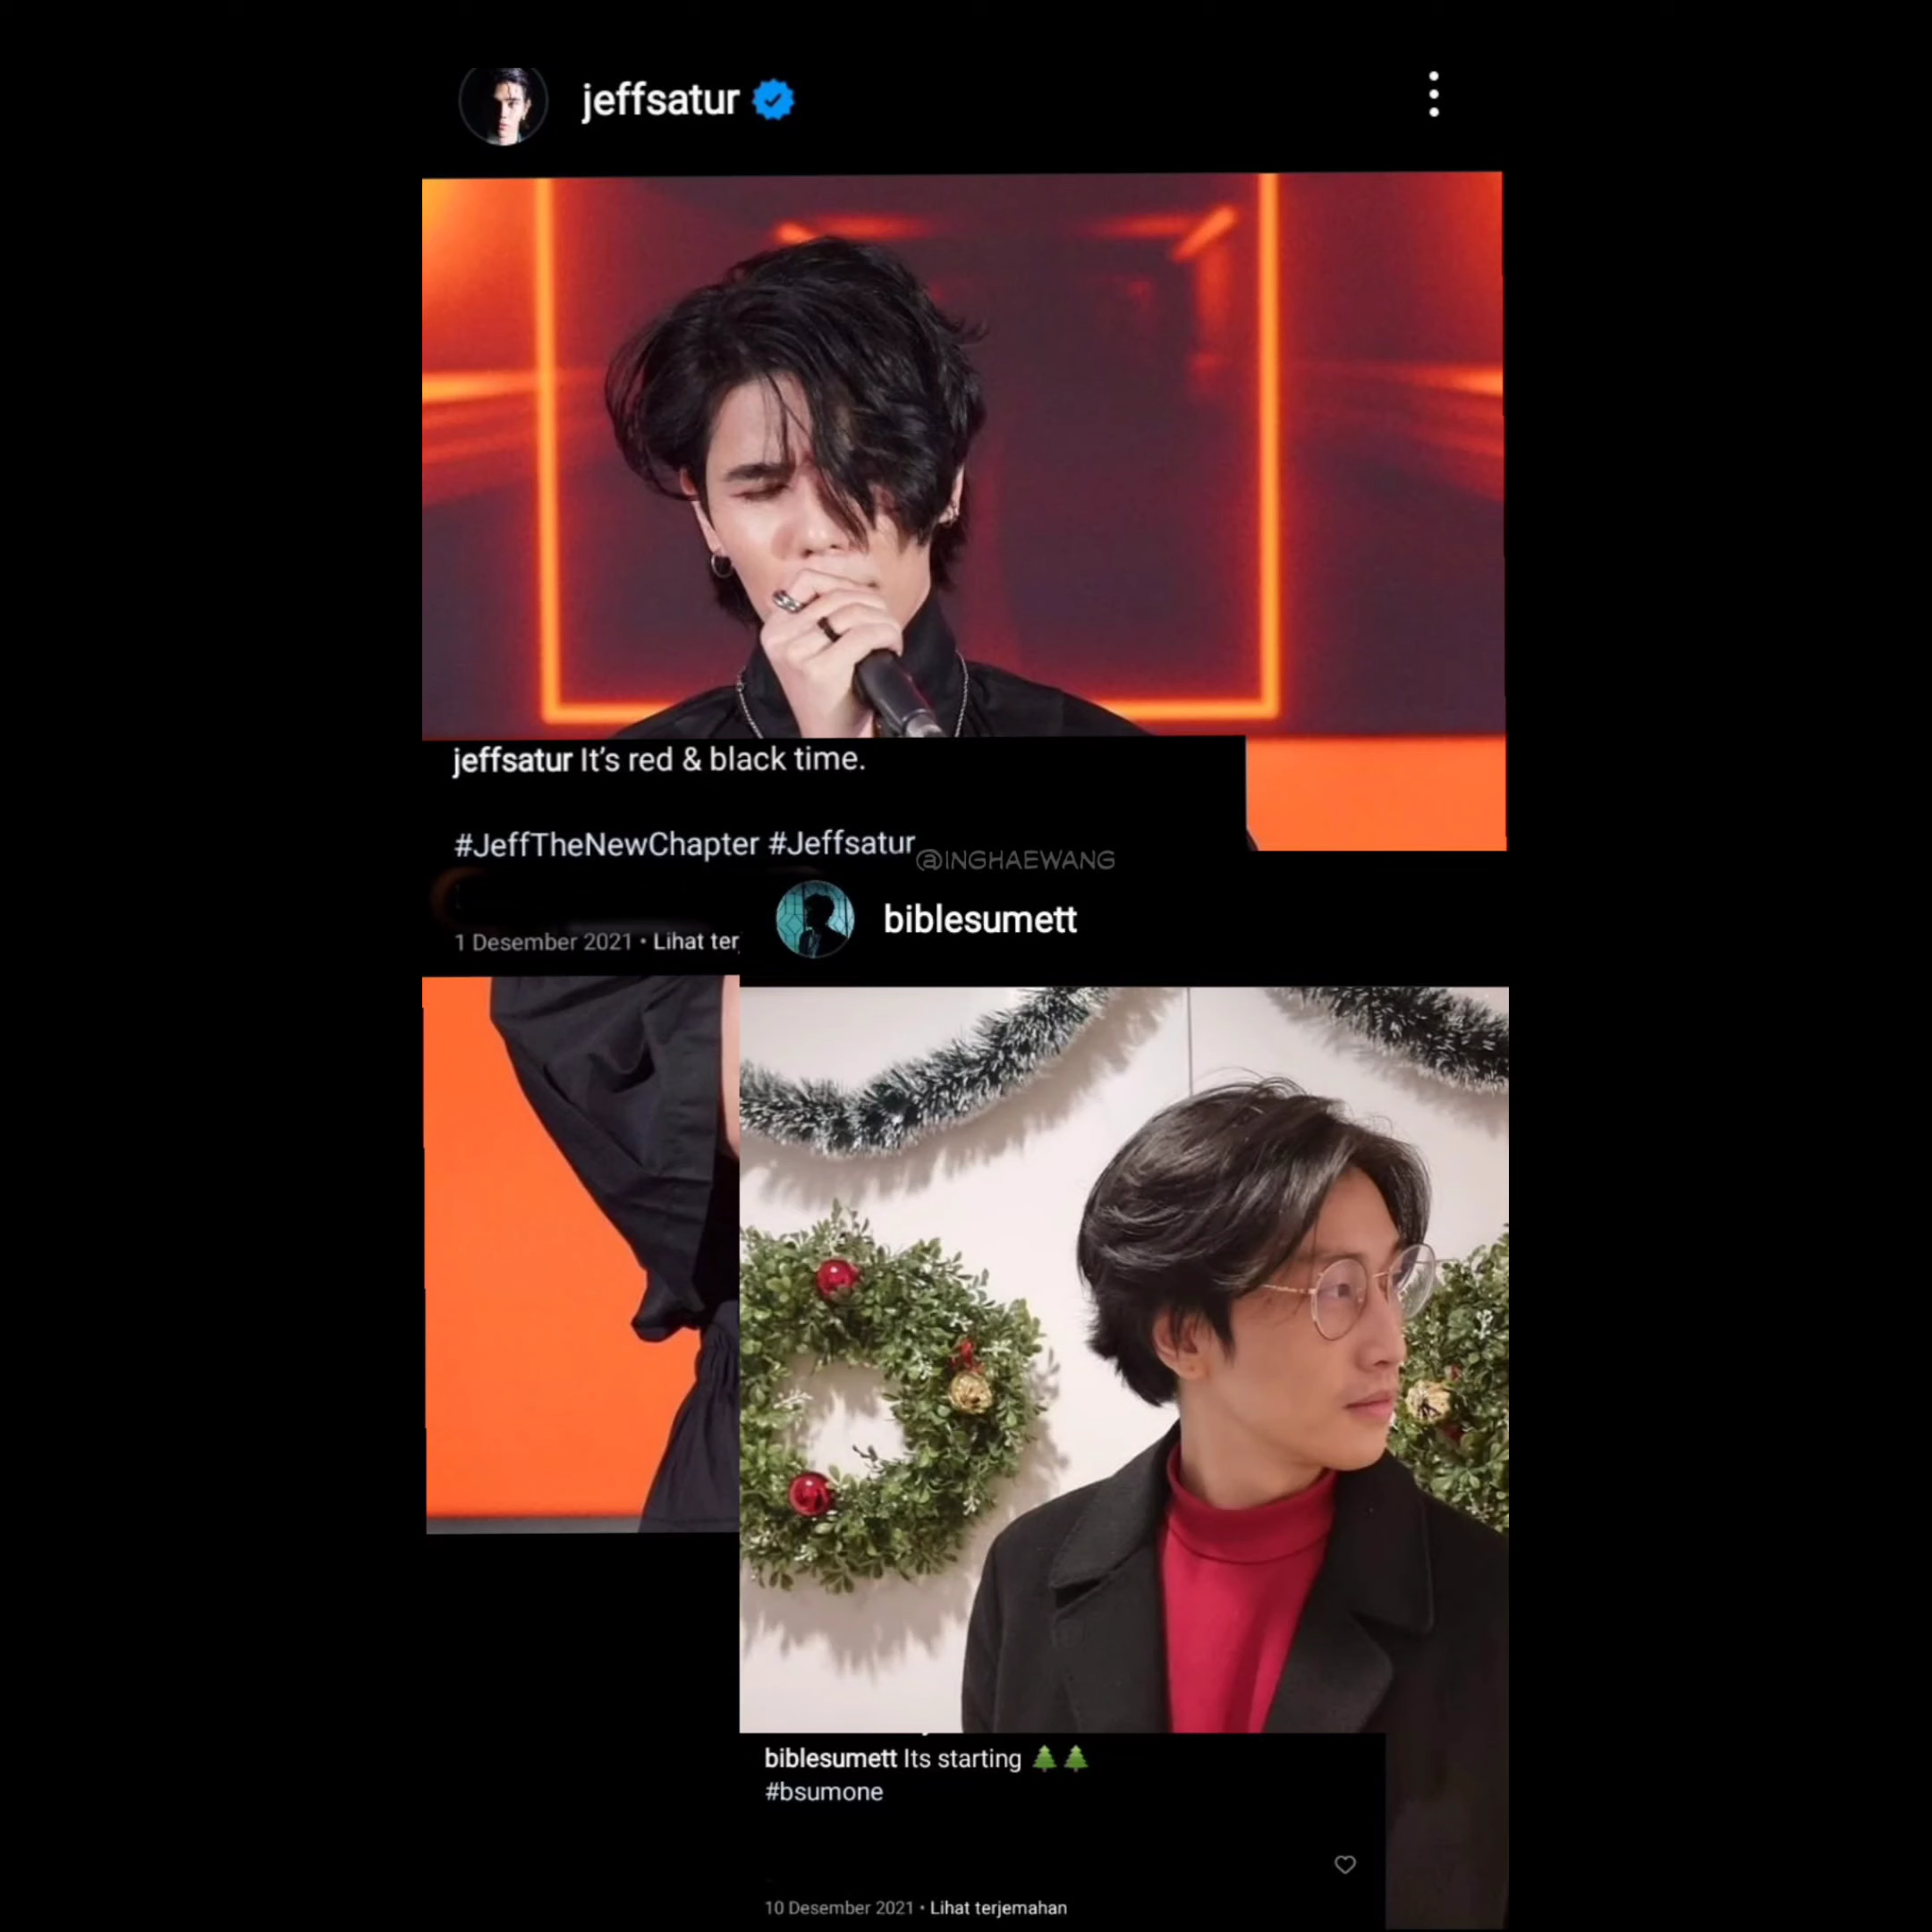 jeffsatur
jeffsatur It's red & black time.
#JeffTheNewChapter #Jeffsatur
@INGHAEWANG
1 Desember 2021 • Lihat ter
biblesumett
biblesumett Its starting 🌲🌲
#bsumone
10 Desember 2021 • Lihat terjemahan